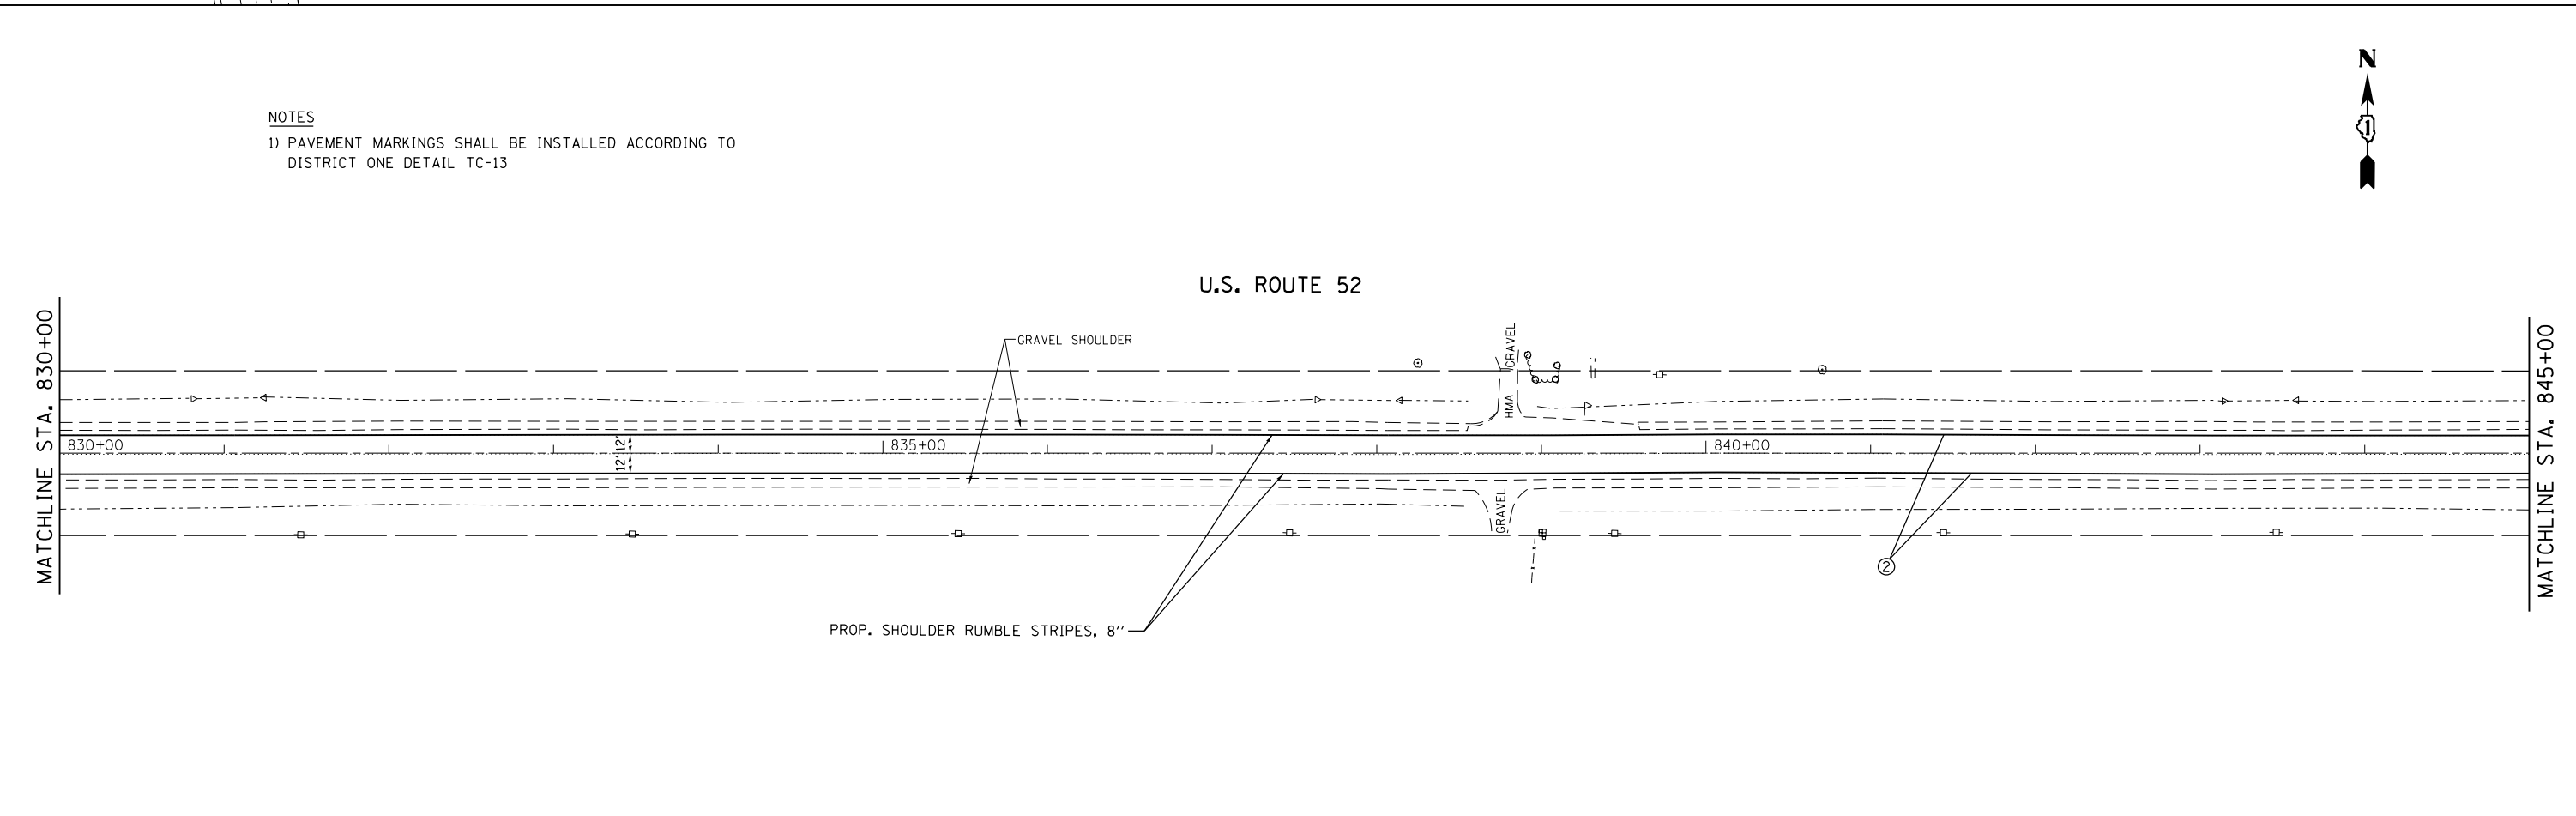 N
1
NOTES
1) PAVEMENT MARKINGS SHALL BE INSTALLED ACCORDING TO
DISTRICT ONE DETAIL TC-13
U.S. ROUTE 52
MATCHLINE STA. 830+00
GRAVEL SHOULDER
GRAVEL
HMA
830+00
12' 12'
835+00
840+00
GRAVEL
2
PROP. SHOULDER RUMBLE STRIPES, 8"
MATCHLINE STA. 845+00